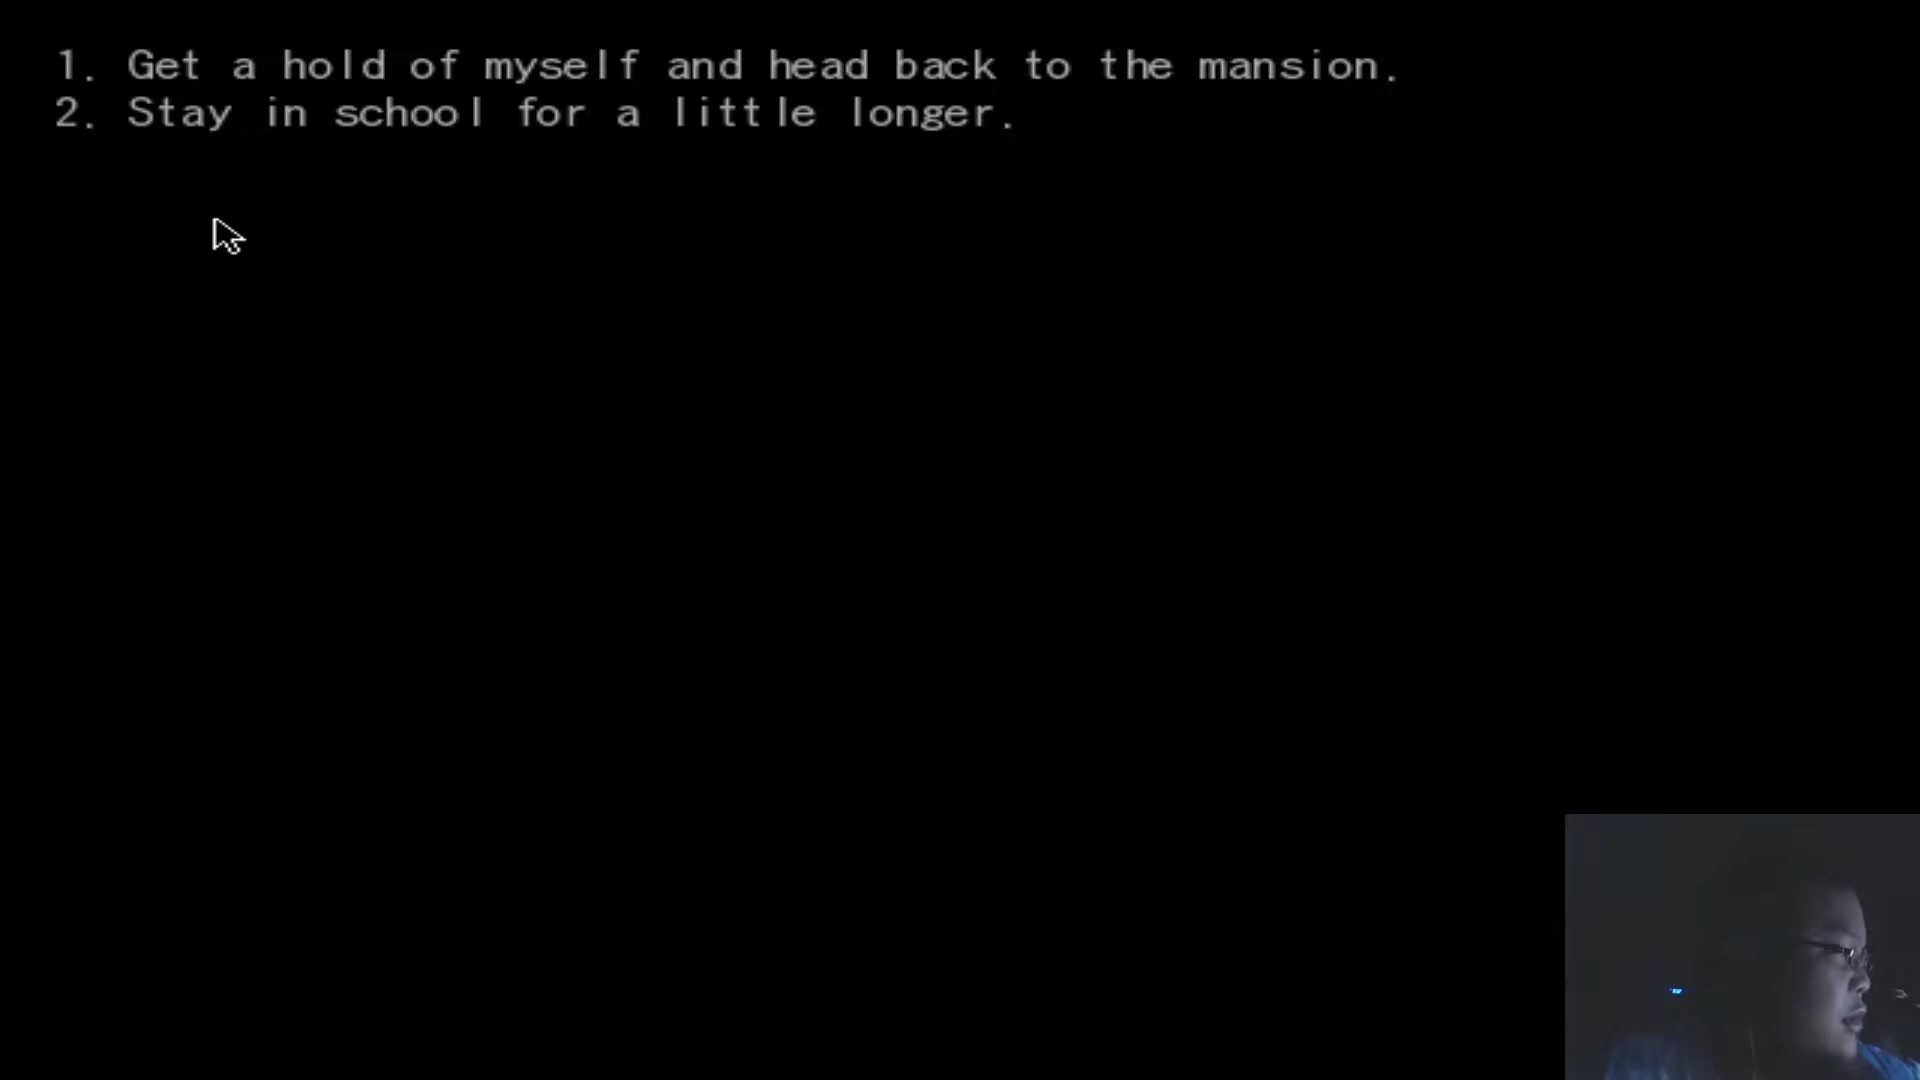 1. Get a hold of myself and head back to the mansion.
2. Stay in school for a little longer.